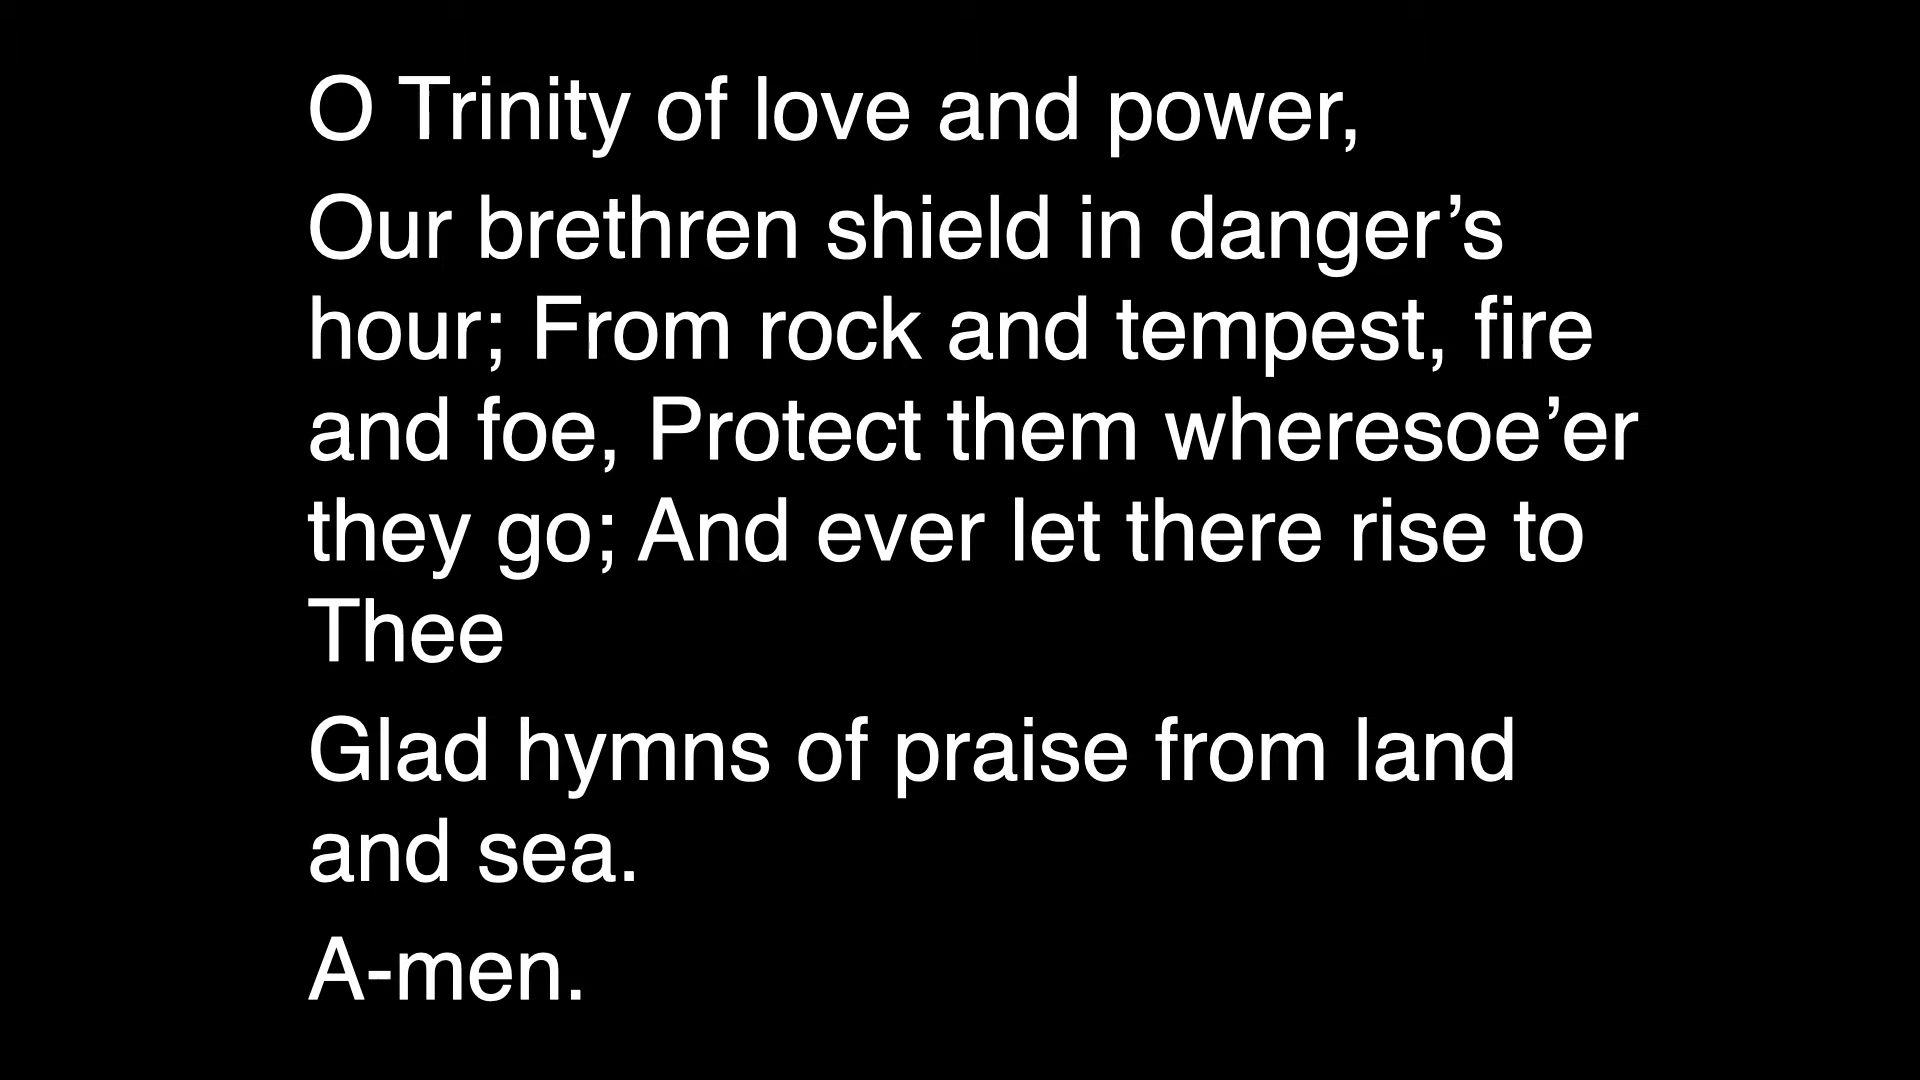 O Trinity of love and power,
Our brethren shield in danger’s
hour; From rock and tempest, fire
and foe, Protect them wheresoe’er
they go; And ever let there rise to
Thee
Glad hymns of praise from land
and sea.
A-men.